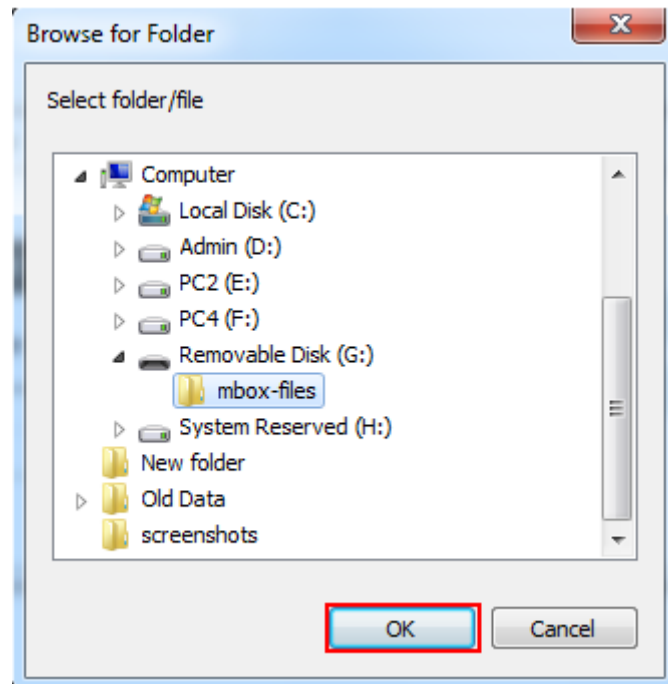 Browse for Folder
Select folder/file
Computer
Local Disk (C:)
Admin (D:)
PC2 (E:)
PC4 (F:)
Removable Disk (G:)
mbox-files
System Reserved (H:)
New folder
Old Data
screenshots
OK
Cancel